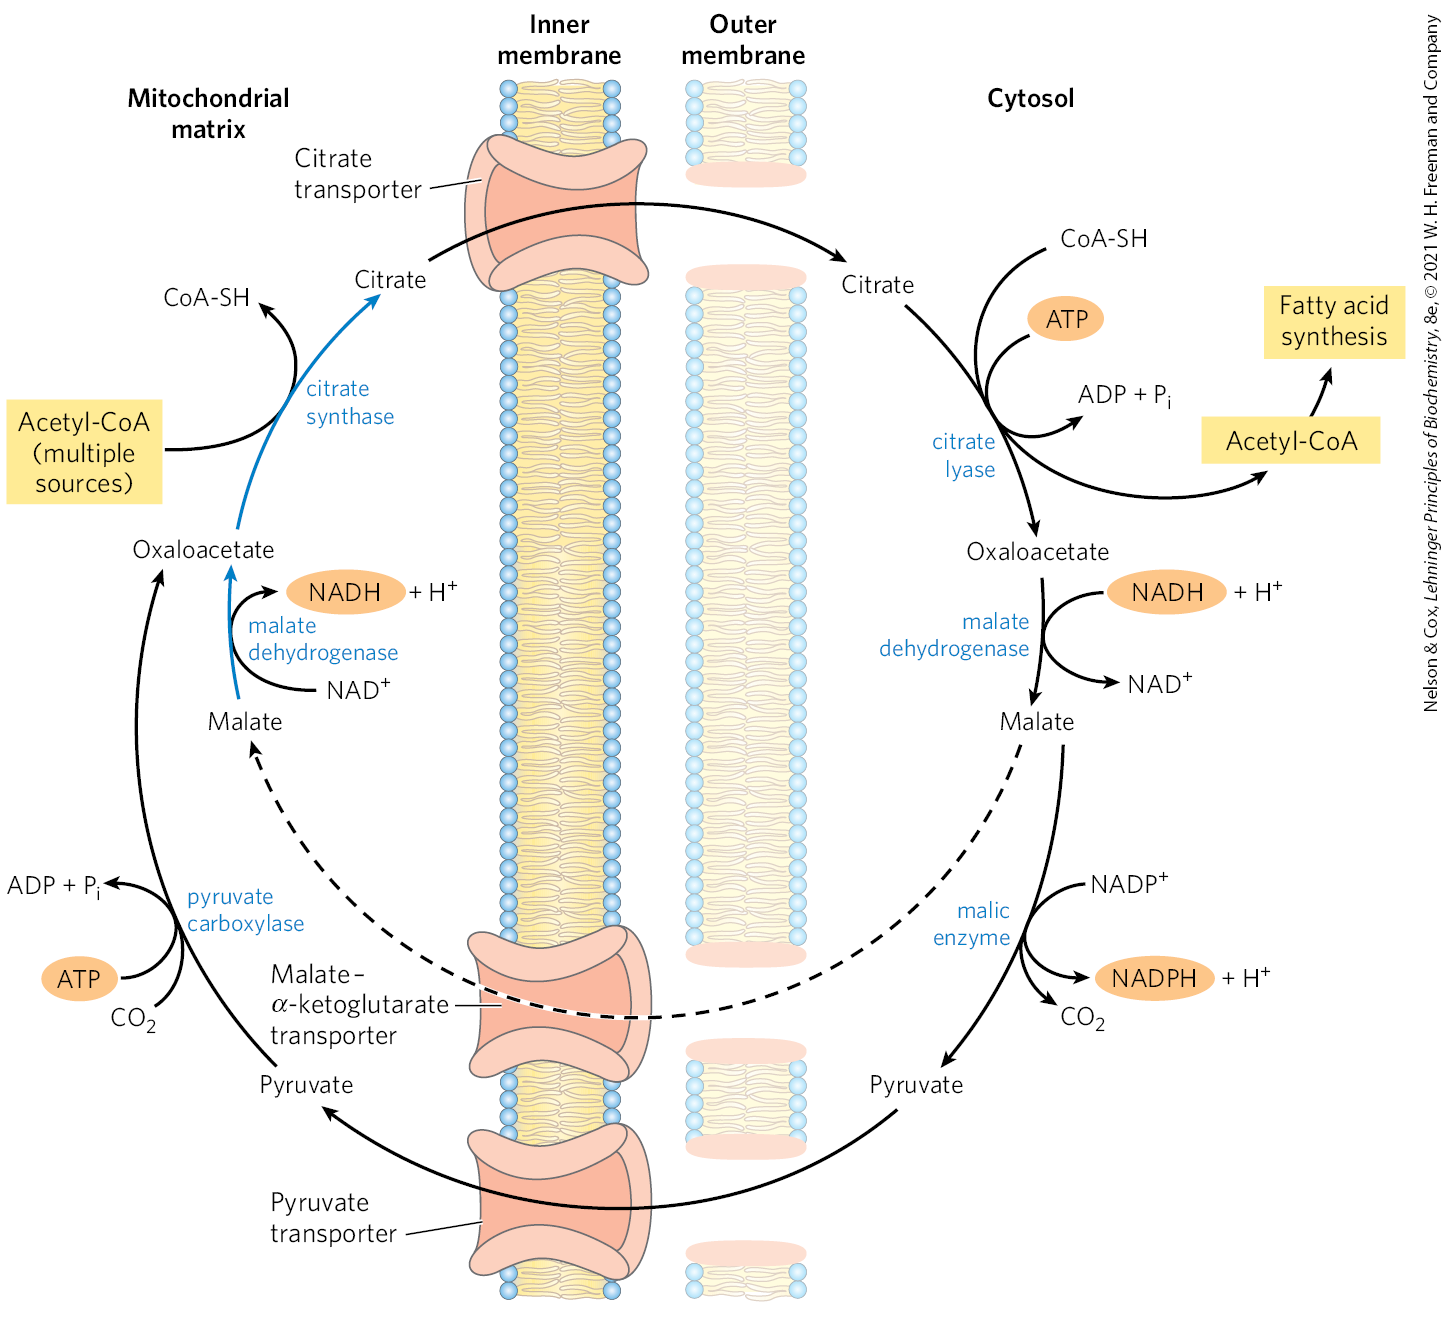 Inner
membrane
Outer
membrane
Mitochondrial
matrix
Cytosol
Citrate
transporter
CoA-SH
Citrate
Citrate
CoA-SH
ATP
Fatty acid
synthesis
citrate
synthase
ADP + Pi
Acetyl-CoA
(multiple
sources)
citrate
lyase
Acetyl-CoA
Oxaloacetate
Oxaloacetate
NADH + H+
NADH + H+
malate
dehydrogenase
malate
dehydrogenase
NAD+
NAD+
Malate
Malate
ADP + Pi
pyruvate
carboxylase
NADP+
malic
enzyme
ATP
CO2
Malate–
α-ketoglutarate
transporter
NADPH + H+
CO2
Pyruvate
Pyruvate
Pyruvate
transporter
Nelson & Cox, Lehninger Principles of Biochemistry, 8e, © 2021 W. H. Freeman and Company